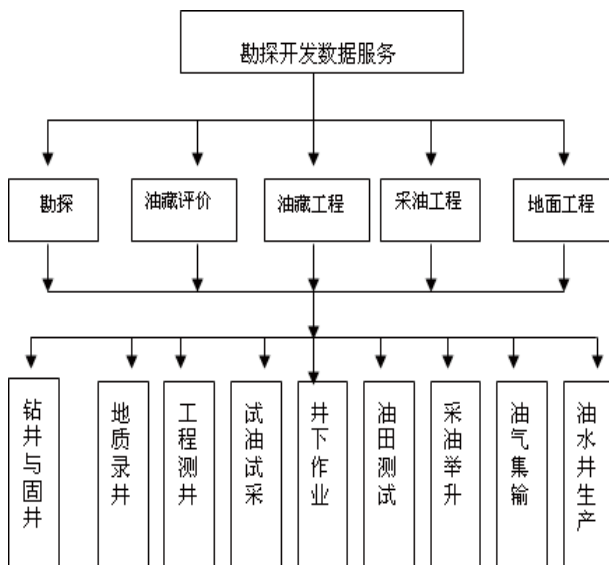 勘探开发数据服务
勘探
油藏评价
油藏工程
采油工程
地面工程
钻井与固井
地质录井
工程测井
试油试采
井下作业
油田测试
采油举升
油气集输
油水井生产